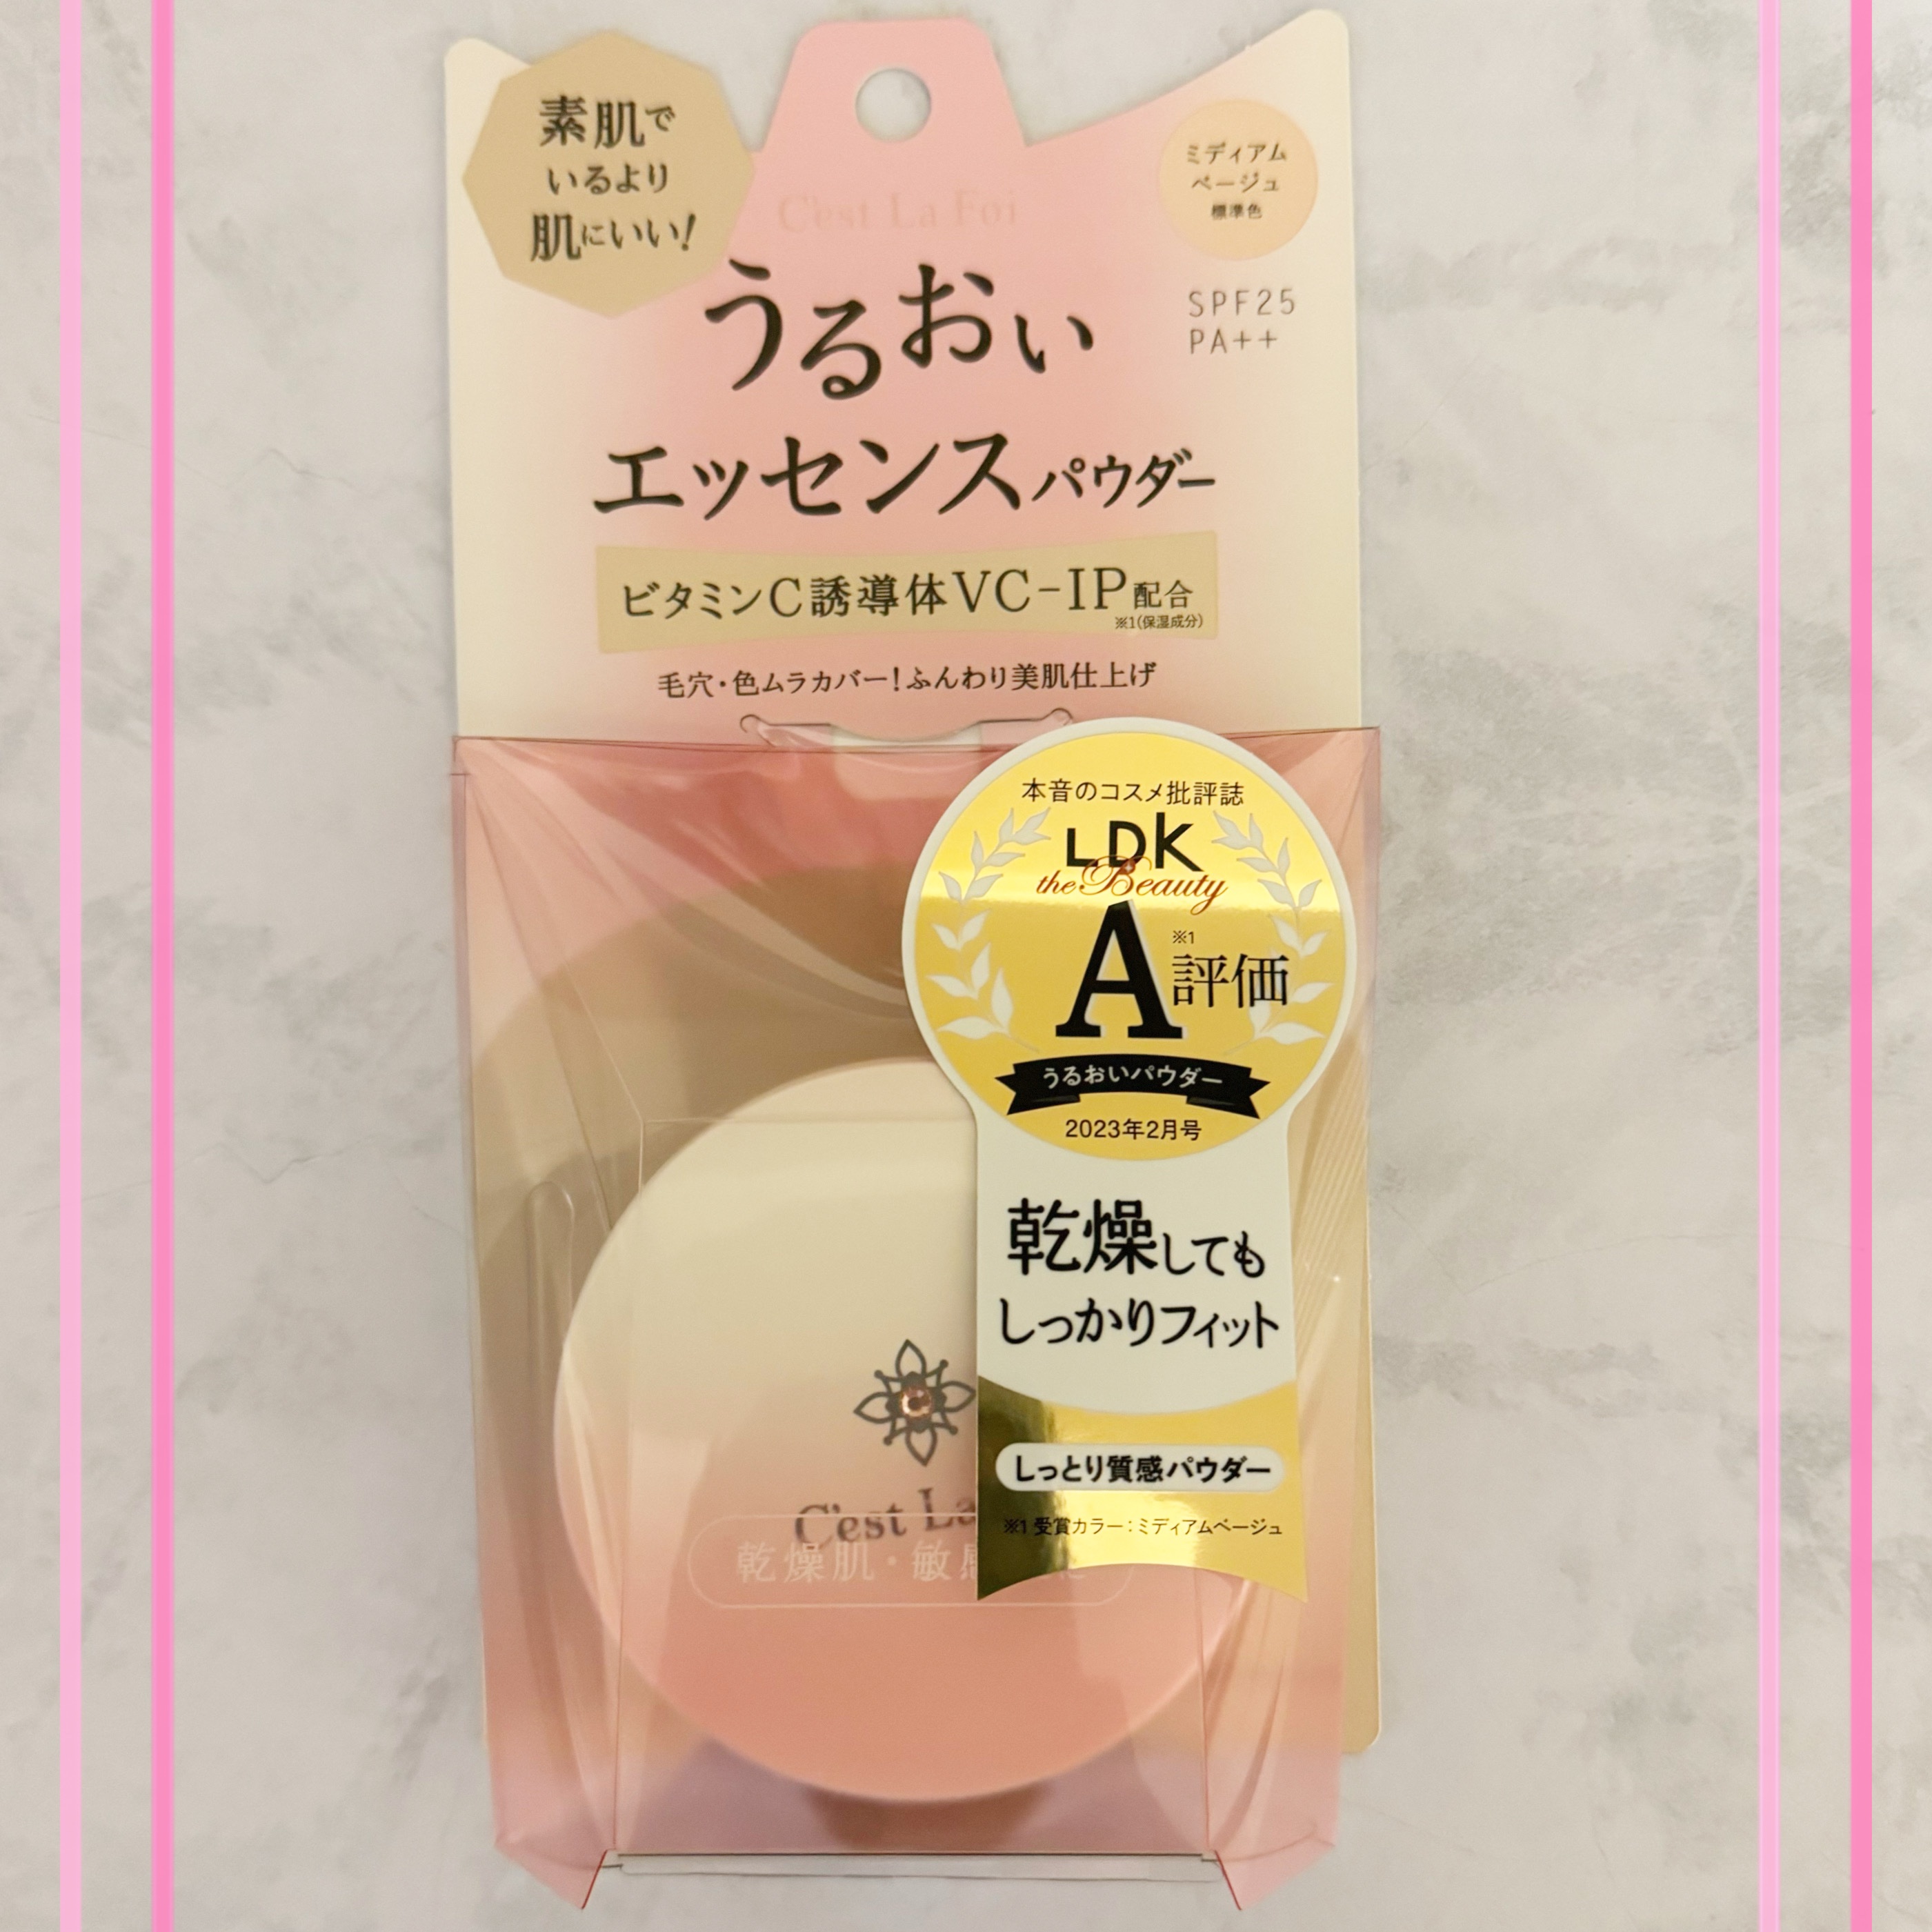 素肌で
いるより
肌にいい!
C'est La Foi
ミディアム
ベージュ
標準色
SPF25
PA++
うるおい
エッセンスパウダー
ビタミンC誘導体VC-IP配合
※1(保湿成分)
毛穴・色ムラカバー!ふんわり美肌仕上げ
本音のコスメ批評誌
LDK
the Beauty
A評価
※1
うるおいパウダー
2023年2月号
乾燥しても
しっかりフィット
しっとり質感パウダー
※1 受賞カラー:ミディアムベージュ
C'est La
乾燥肌・敏感